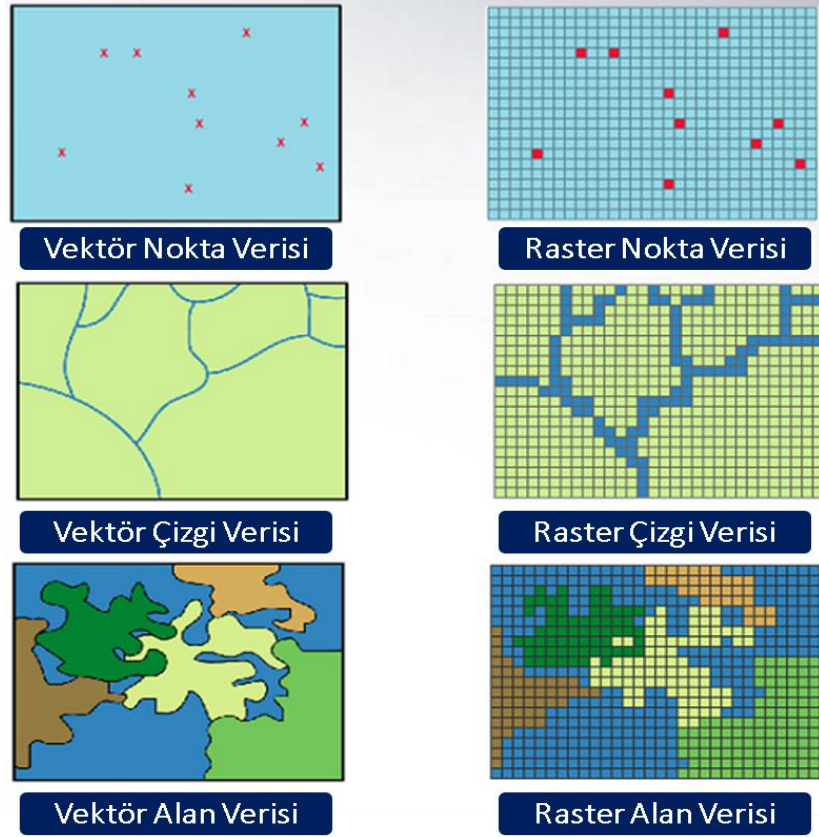 Vektör Nokta Verisi
Raster Nokta Verisi
Vektör Çizgi Verisi
Raster Çizgi Verisi
Vektör Alan Verisi
Raster Alan Verisi